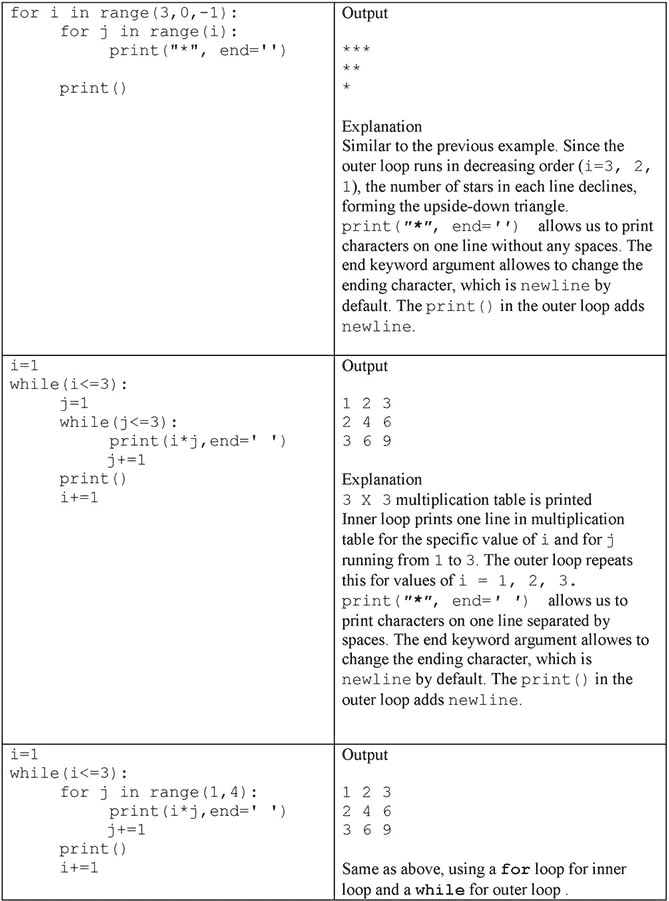 for i in range(3,0,-1):
for j in range(i):
print("*", end='')
print()
Output
***
**
*
Explanation
Similar to the previous example. Since the
outer loop runs in decreasing order (i=3, 2,
1), the number of stars in each line declines,
forming the upside-down triangle.
print("*", end='') allows us to print
characters on one line without any spaces. The
end keyword argument allowes to change the
ending character, which is newline by
default. The print() in the outer loop adds
newline.
i=1
while(i<=3):
j=1
while(j<=3):
print(i*j,end=' ')
j+=1
print()
i+=1
Output
1 2 3
2 4 6
3 6 9
Explanation
3 X 3 multiplication table is printed
Inner loop prints one line in multiplication
table for the specific value of i and for j
running from 1 to 3. The outer loop repeats
this for values of i = 1, 2, 3.
print("*", end=' ') allows us to
print characters on one line separated by
spaces. The end keyword argument allowes to
change the ending character, which is
newline by default. The print() in the
outer loop adds newline.
i=1
while(i<=3):
for j in range(1,4):
print(i*j,end=' ')
j+=1
print()
i+=1
Output
1 2 3
2 4 6
3 6 9
Same as above, using a for loop for inner
loop and a while for outer loop .